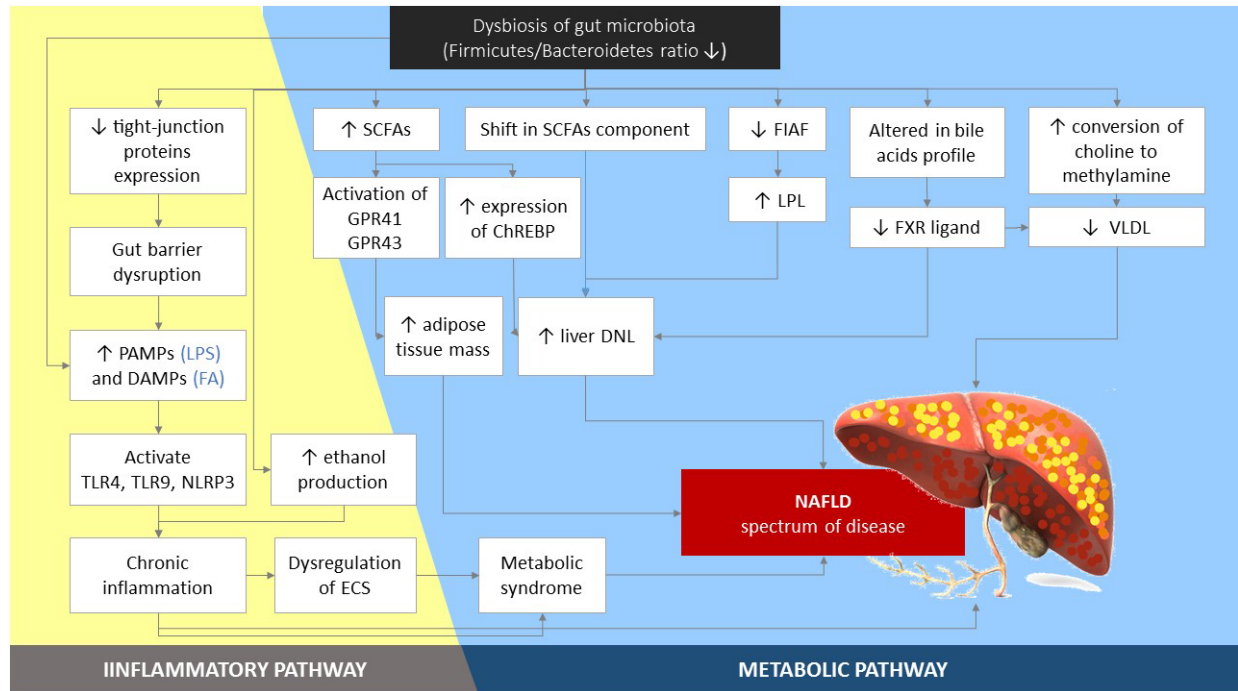 Dysbiosis of gut microbiota
(Firmicutes/Bacteroidetes ratio ↓)
↓ tight-junction
proteins
expression
↑ SCFAs
Shift in SCFAs component
↓ FIAF
Altered in bile
acids profile
↑ conversion of
choline to
methylamine
Activation of
GPR41
GPR43
↑ expression
of ChREBP
↑ LPL
↓ FXR ligand
↓ VLDL
Gut barrier
disruption
↑ adipose
tissue mass
↑ liver DNL
↑ PAMPs (LPS)
and DAMPs (FA)
Activate
TLR4, TLR9, NLRP3
↑ ethanol
production
NAFLD
spectrum of disease
Chronic
inflammation
Dysregulation
of ECS
Metabolic
syndrome
IINFLAMMATORY PATHWAY
METABOLIC PATHWAY